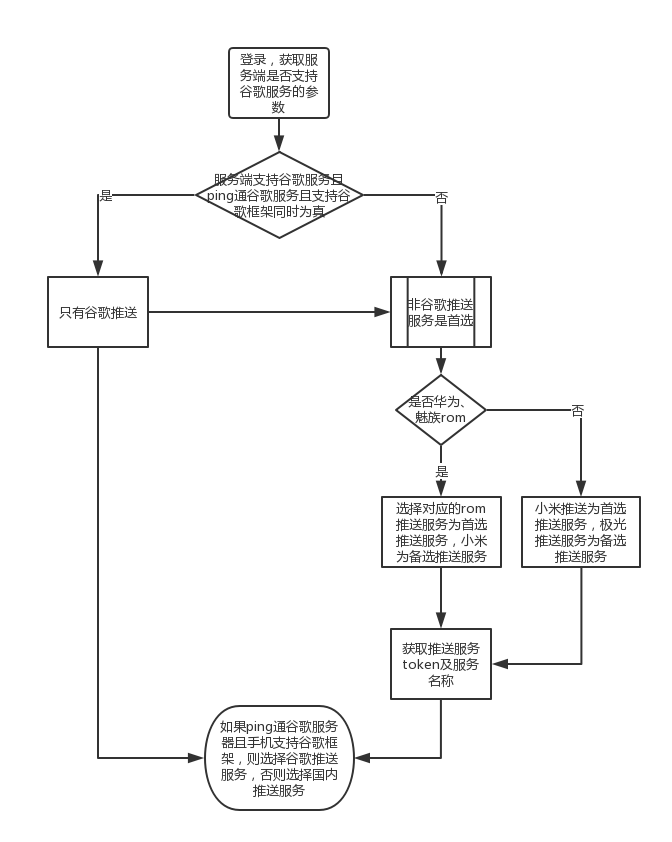 登录，获取服
务端是否支持
谷歌服务的参
数
服务端支持谷歌服务且
ping通谷歌服务且支持谷
歌框架同时为真
是
否
只有谷歌推送
非谷歌推送
服务是首选
是否华为、
魅族rom
否
是
选择对应的rom
推送服务为首选
推送服务，小米
为备选推送服务
小米推送为首选
推送服务，极光
推送服务为备选
推送服务
获取推送服务
token及服务
名称
如果ping通谷歌服务
器且手机支持谷歌框
架，则选择谷歌推送
服务，否则选择国内
推送服务